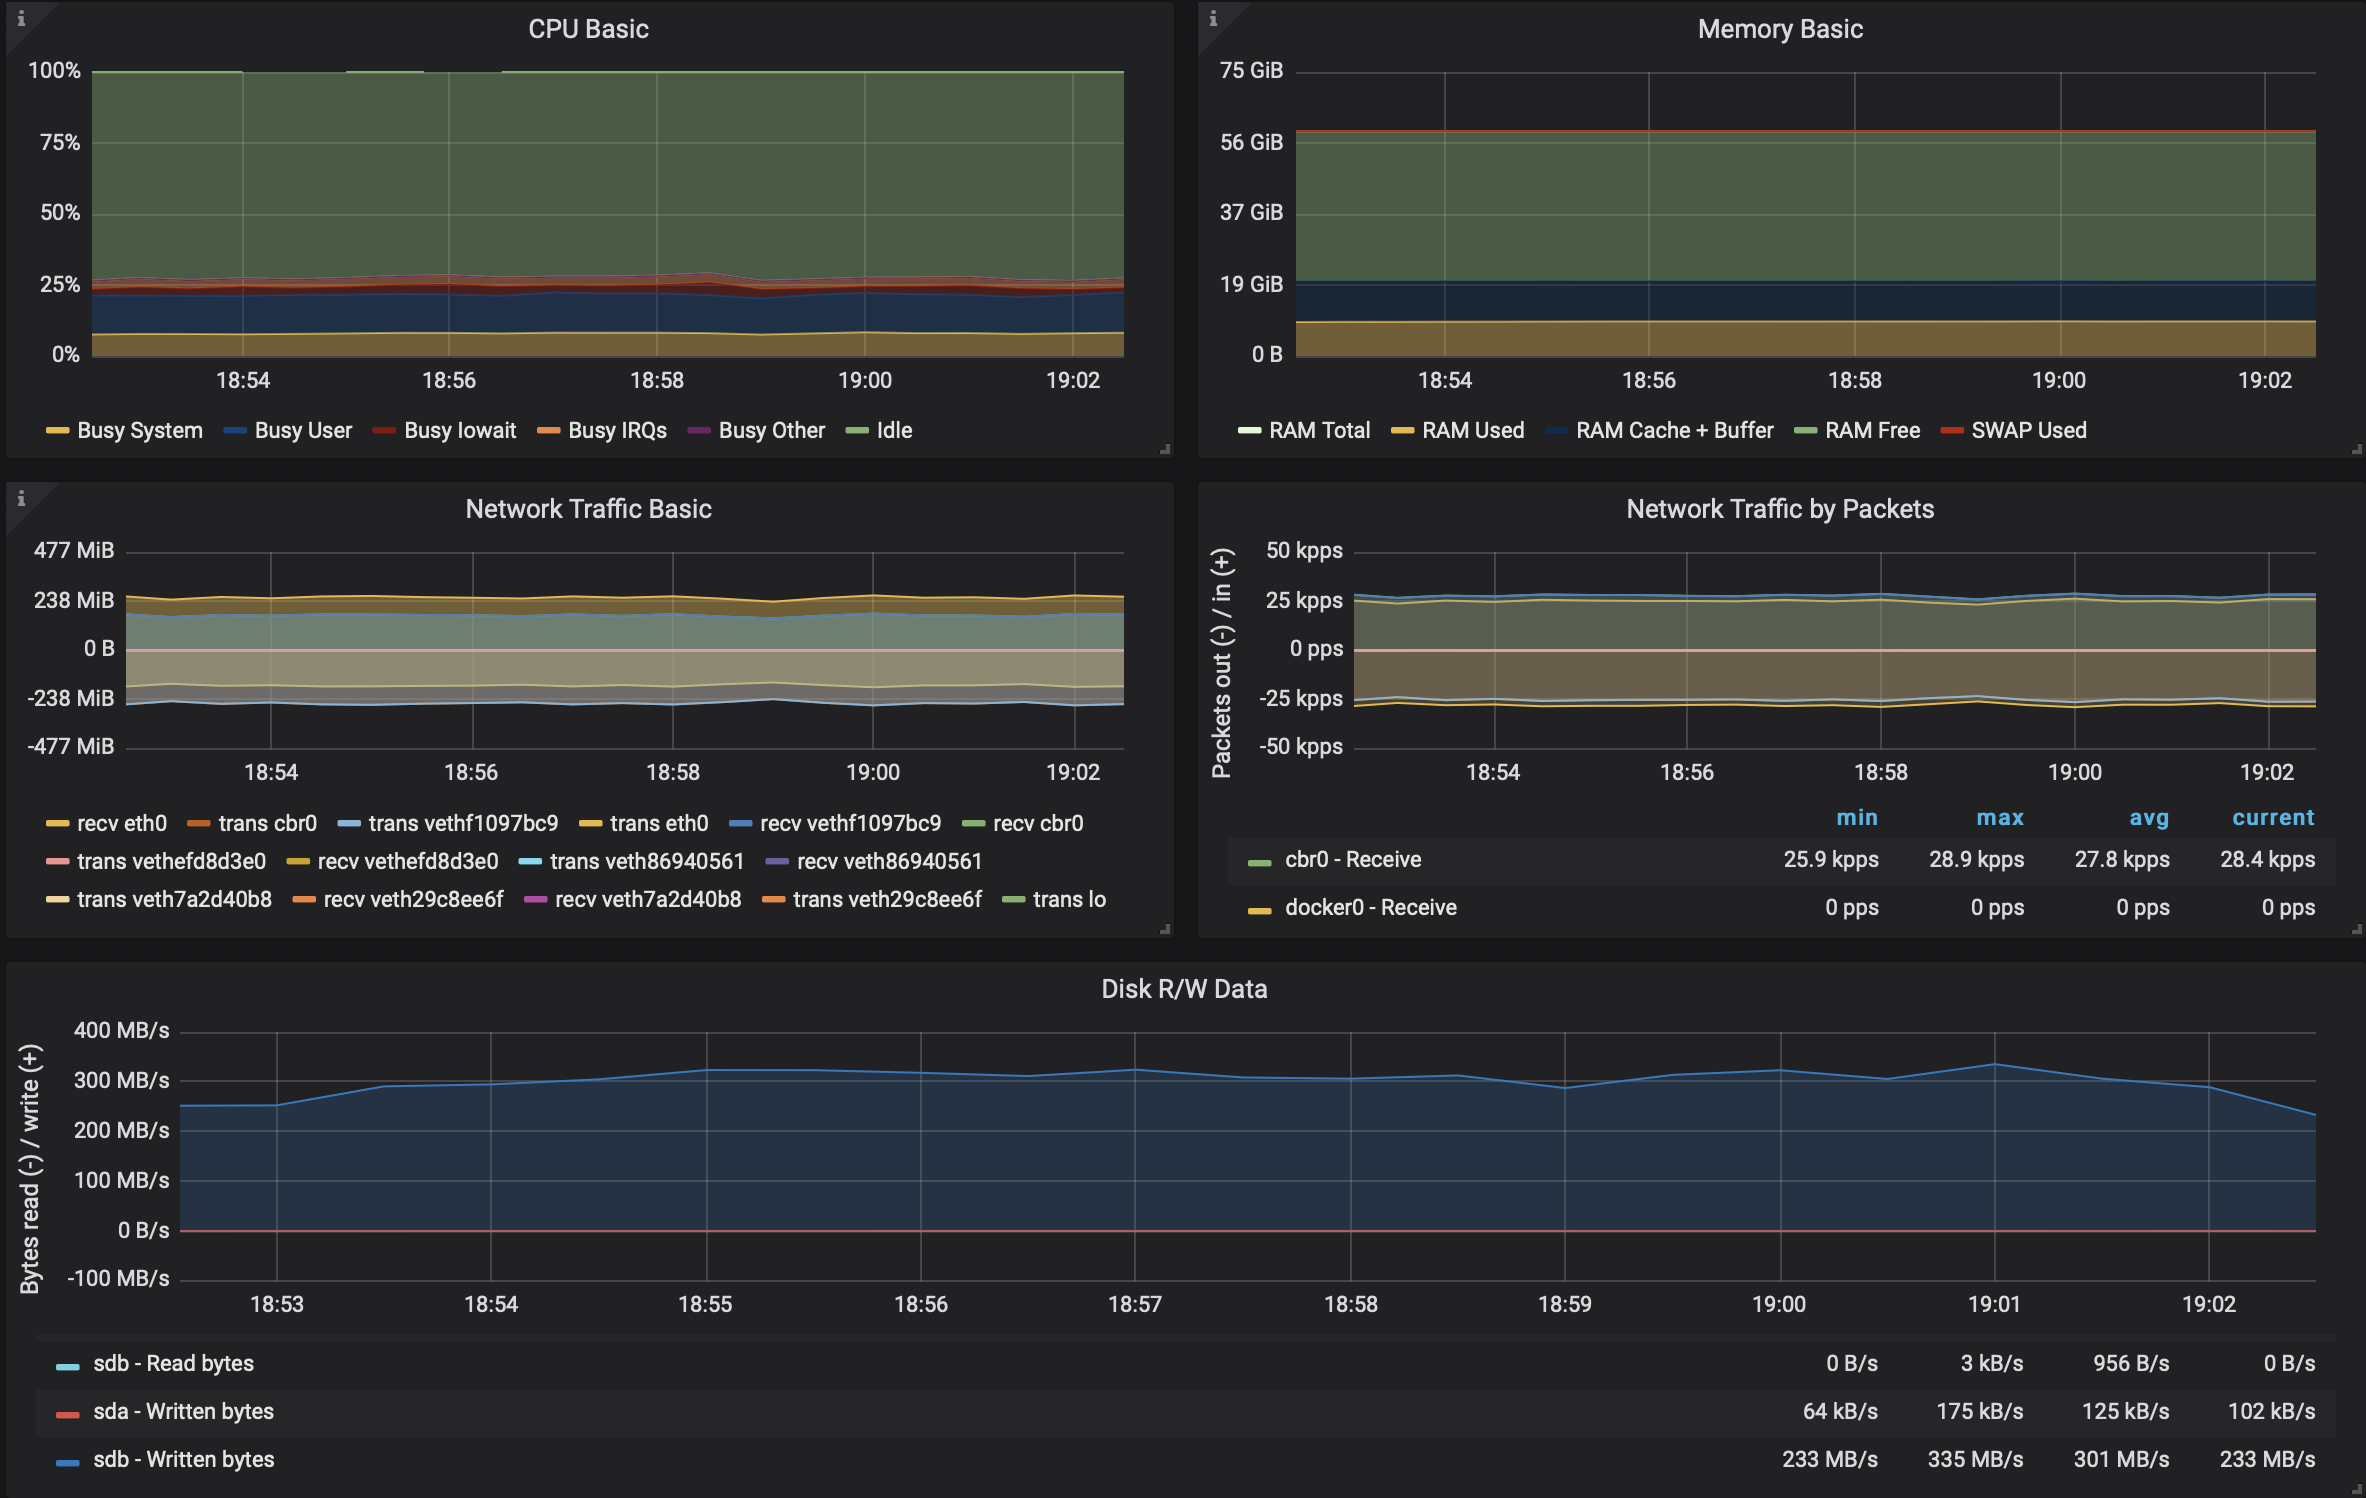 CPU Basic
100%
75%
50%
25%
0%
18:54 18:56 18:58 19:00 19:02
Busy System Busy User Busy Iowait Busy IRQs Busy Other Idle
Memory Basic
75 GiB
56 GiB
37 GiB
19 GiB
0 B
18:54 18:56 18:58 19:00 19:02
RAM Total RAM Used RAM Cache + Buffer RAM Free SWAP Used
Network Traffic Basic
477 MiB
238 MiB
0 B
-238 MiB
-477 MiB
18:54 18:56 18:58 19:00 19:02
recv eth0 trans cbr0 trans vethf1097bc9 trans eth0 recv vethf1097bc9 recv cbr0
trans vethefd8d3e0 recv vethefd8d3e0 trans veth86940561 recv veth86940561
trans veth7a2d40b8 recv veth29c8ee6f recv veth7a2d40b8 trans veth29c8ee6f trans lo
Network Traffic by Packets
Packets out (-) / in (+)
50 kpps
25 kpps
0 pps
-25 kpps
-50 kpps
18:54 18:56 18:58 19:00 19:02
min max avg current
cbr0 - Receive 25.9 kpps 28.9 kpps 27.8 kpps 28.4 kpps
docker0 - Receive 0 pps 0 pps 0 pps 0 pps
Disk R/W Data
Bytes read (-) / write (+)
400 MB/s
300 MB/s
200 MB/s
100 MB/s
0 B/s
-100 MB/s
18:53 18:54 18:55 18:56 18:57 18:58 18:59 19:00 19:01 19:02
sdb - Read bytes 0 B/s 3 kB/s 956 B/s 0 B/s
sda - Written bytes 64 kB/s 175 kB/s 125 kB/s 102 kB/s
sdb - Written bytes 233 MB/s 335 MB/s 301 MB/s 233 MB/s